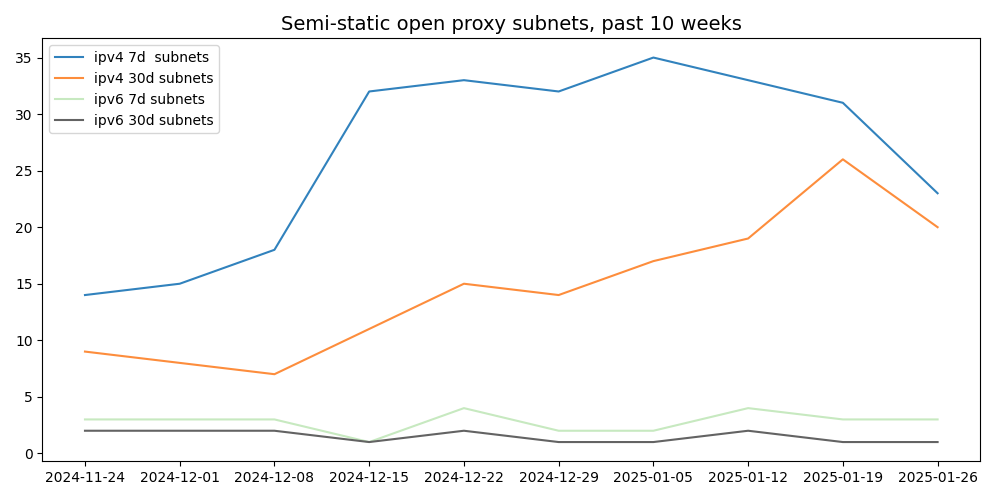 Semi-static open proxy subnets, past 10 weeks
ipv4 7d  subnets
ipv4 30d subnets
ipv6 7d subnets
ipv6 30d subnets
35
30
25
20
15
10
5
0
2024-11-24 2024-12-01 2024-12-08 2024-12-15 2024-12-22 2024-12-29 2025-01-05 2025-01-12 2025-01-19 2025-01-26